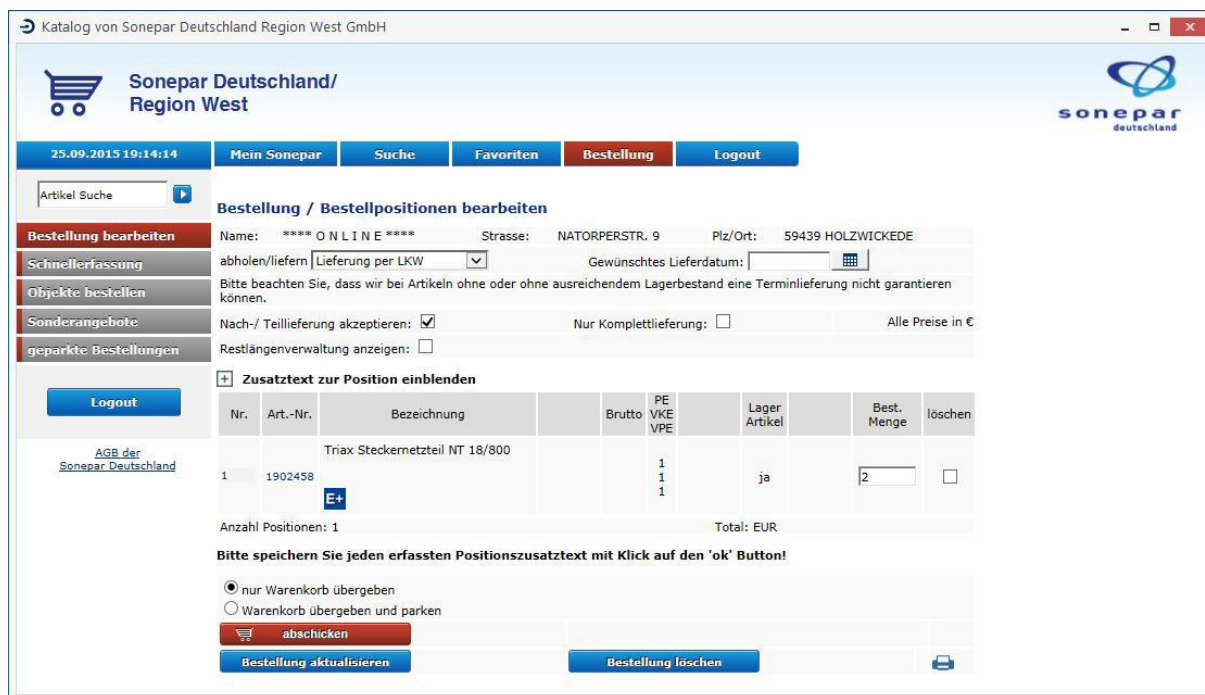 Katalog von Sonepar Deutschland Region West GmbH
Sonepar Deutschland/
Region West
sonepar
deutschland
25.09.2015 19:14:14
Mein Sonepar
Suche
Favoriten
Bestellung
Logout
Artikel Suche
Bestellung bearbeiten
Schnellerfassung
Objekte bestellen
Sonderangebote
geparkte Bestellungen
Logout
AGB der
Sonepar Deutschland
Bestellung / Bestellpositionen bearbeiten
Name: **** O N L I N E **** Strasse: NATORPERSTR. 9 Plz/Ort: 59439 HOLZWICKEDE
abholen/liefern Lieferung per LKW Gewünschtes Lieferdatum:
Bitte beachten Sie, dass wir bei Artikeln ohne oder ohne ausreichendem Lagerbestand eine Terminlieferung nicht garantieren
können.
Nach-/ Teillieferung akzeptieren: Nur Komplettlieferung: Alle Preise in €
Restlängenverwaltung anzeigen:
+ Zusatztext zur Position einblenden
Nr. Art.-Nr. Bezeichnung Brutto PE VKE VPE Lager Artikel Best. Menge löschen
Triax Steckernetzteil NT 18/800
1 1902458 1 1 1 ja 2
E+
Anzahl Positionen: 1 Total: EUR
Bitte speichern Sie jeden erfassten Positionszusatztext mit Klick auf den 'ok' Button!
nur Warenkorb übergeben
Warenkorb übergeben und parken
abschicken
Bestellung aktualisieren Bestellung löschen